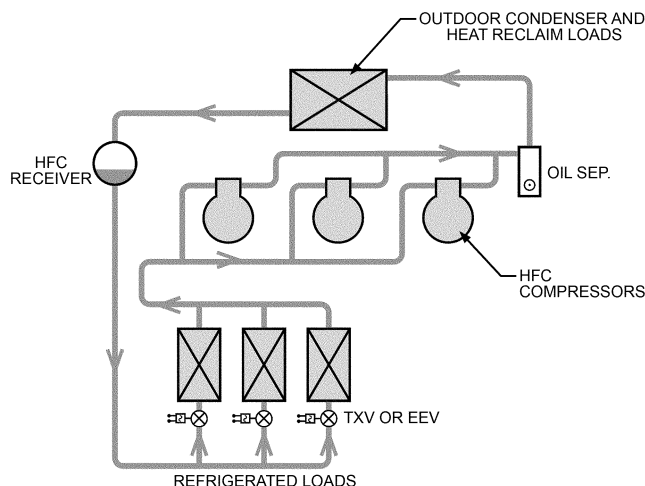 OUTDOOR CONDENSER AND
HEAT RECLAIM LOADS
HFC
RECEIVER
OIL SEP.
HFC
COMPRESSORS
TXV OR EEV
REFRIGERATED LOADS